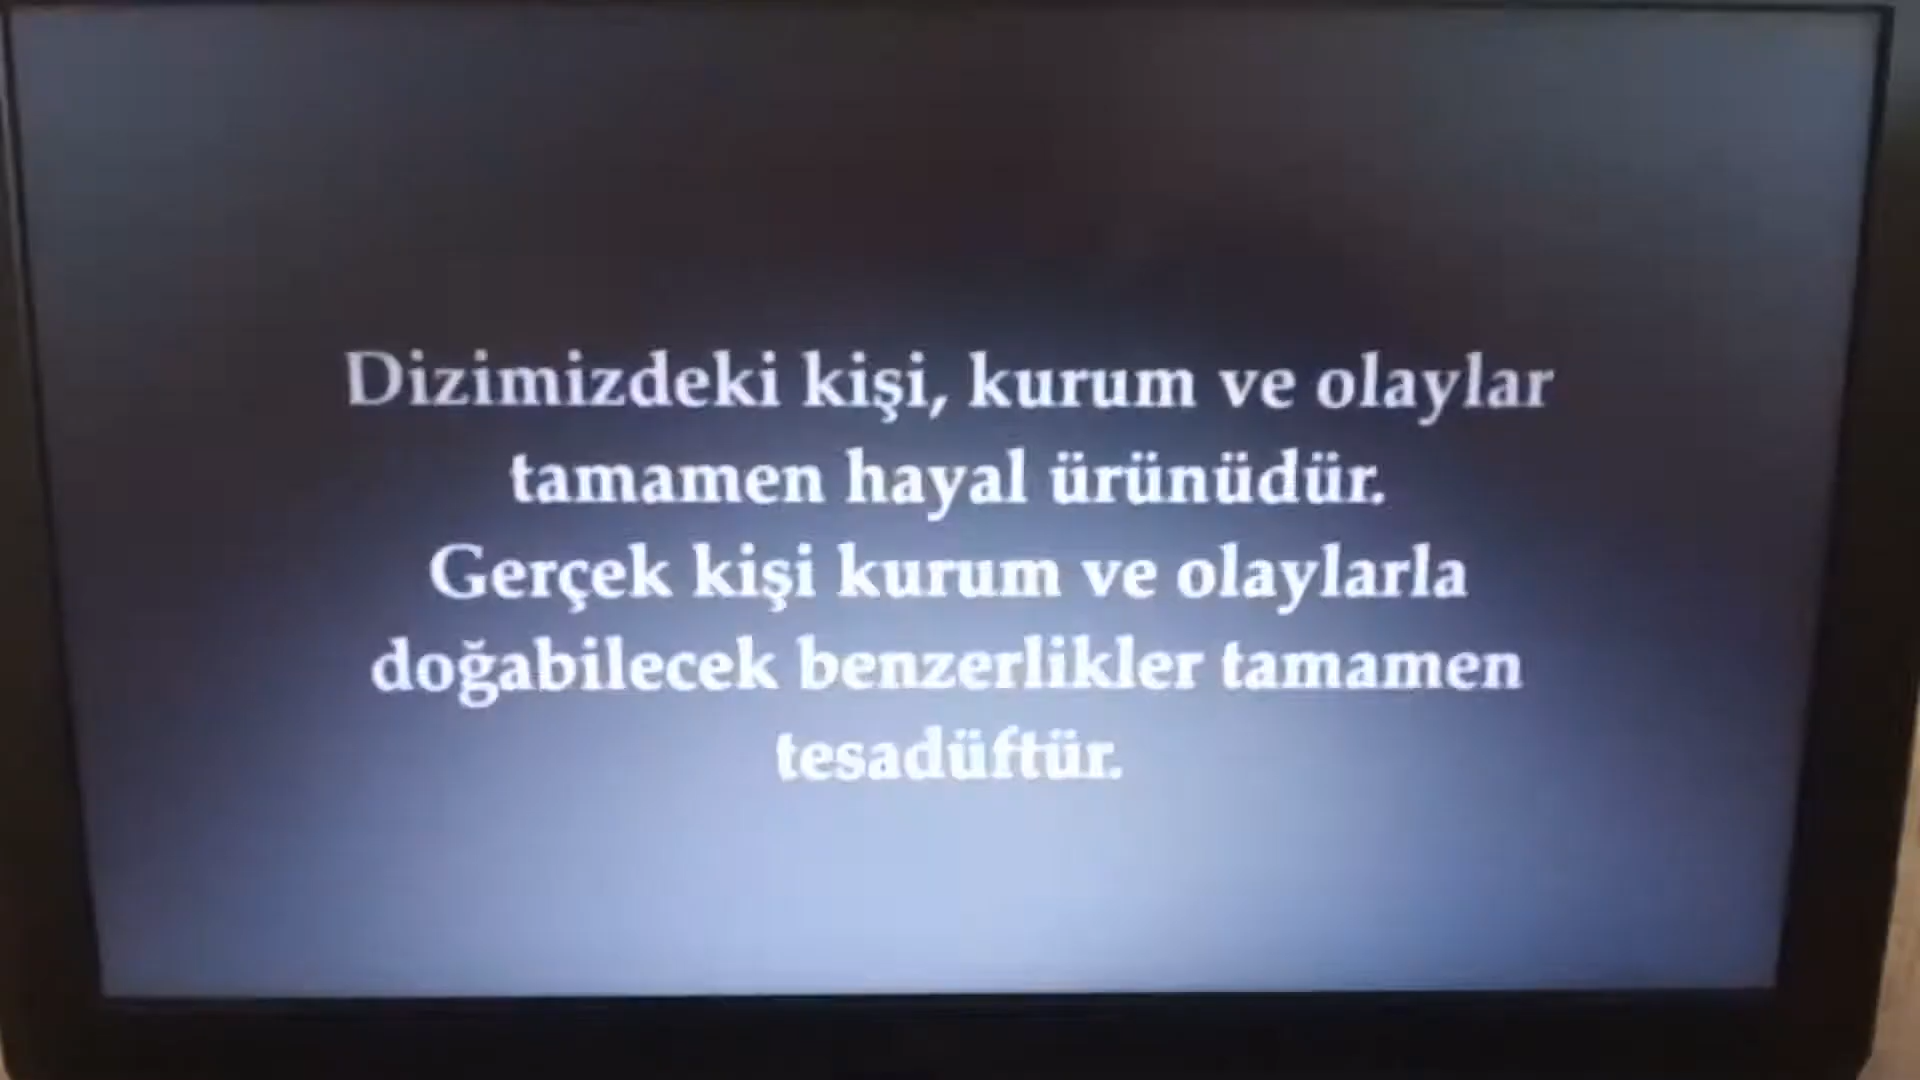 Dizimizdeki kişi, kurum ve olaylar
tamamen hayal ürünüdür.
Gerçek kişi kurum ve olaylarla
doğabilecek benzerlikler tamamen
tesadüftür.